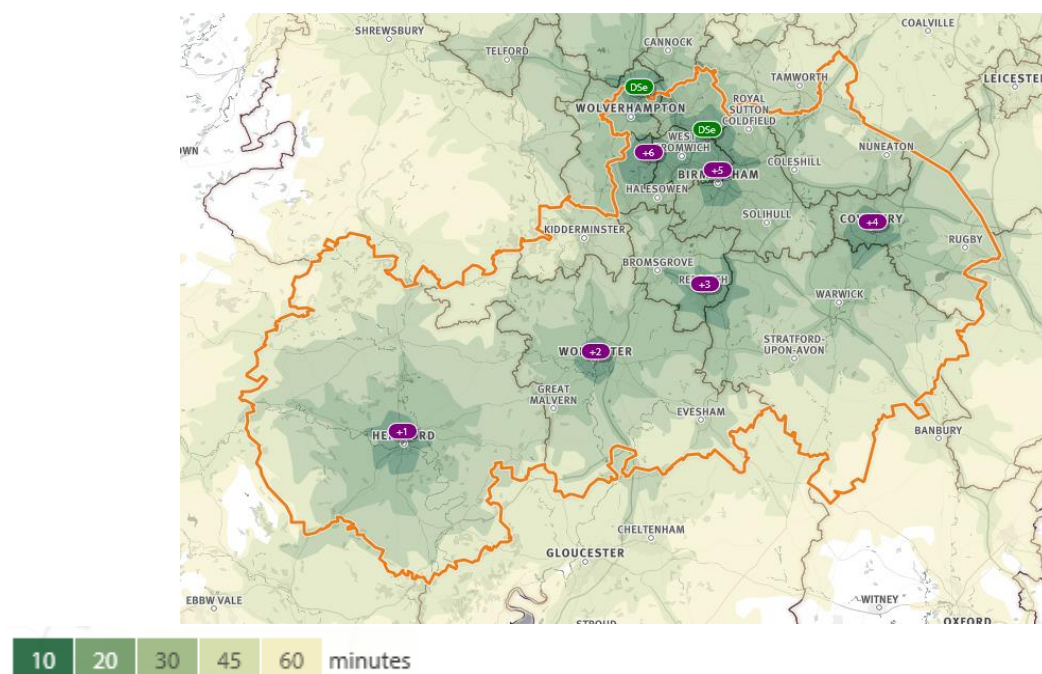 COALVILLE
SHREWSBURY
CANNOCK
TELFORD
TAMWORTH
LEICESTER
DSe
WOLVERHAMPTON
ROYAL
SUTTON
COLDFIELD
DSe
WEST
NUNEATON
OWN
+6
COLESHILL
+5
HALESOWEN
SOLIHULL
+4
KIDDERMINSTER
RUGBY
BROMSGROVE
+3
WARWICK
STRATFORD-
UPON-AVON
+2
GREAT
MALVERN
EVESHAM
BANBURY
+1
CHELTENHAM
GLOUCESTER
EBBW VALE
WITNEY
OXFORD
10 20 30 45 60 minutes